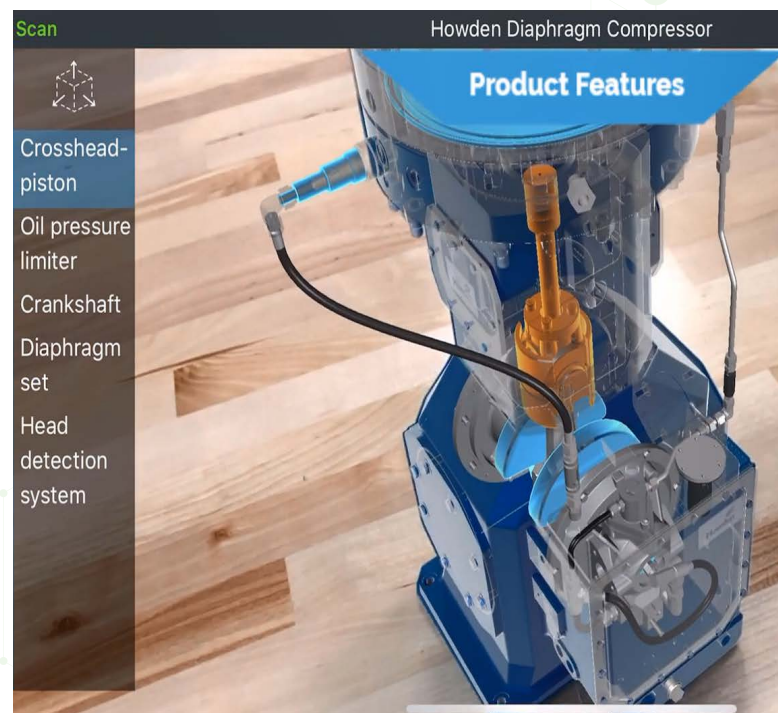 Scan
Howden Diaphragm Compressor
Product Features
Crosshead-
piston
Oil pressure
limiter
Crankshaft
Diaphragm
set
Head
detection
system